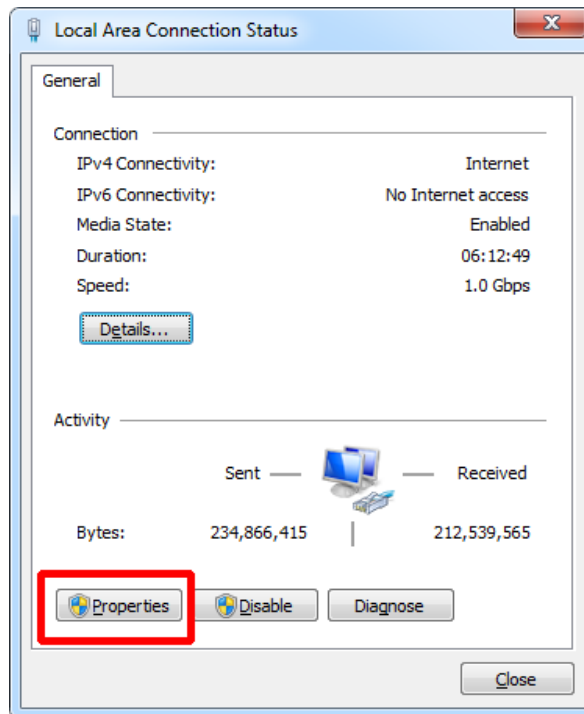 Local Area Connection Status
General
Connection
IPv4 Connectivity: Internet
IPv6 Connectivity: No Internet access
Media State: Enabled
Duration: 06:12:49
Speed: 1.0 Gbps
Details...
Activity
Sent Received
Bytes: 234,866,415 212,539,565
Properties Disable Diagnose
Close